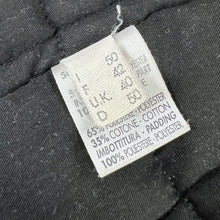 I 50
F 42
U.K. 40
D 50
65% POLIESTERE - POLYESTER
35% COTONE - COTTON
IMBOTTITURA - PADDING
100% POLIESTERE - POLYESTER